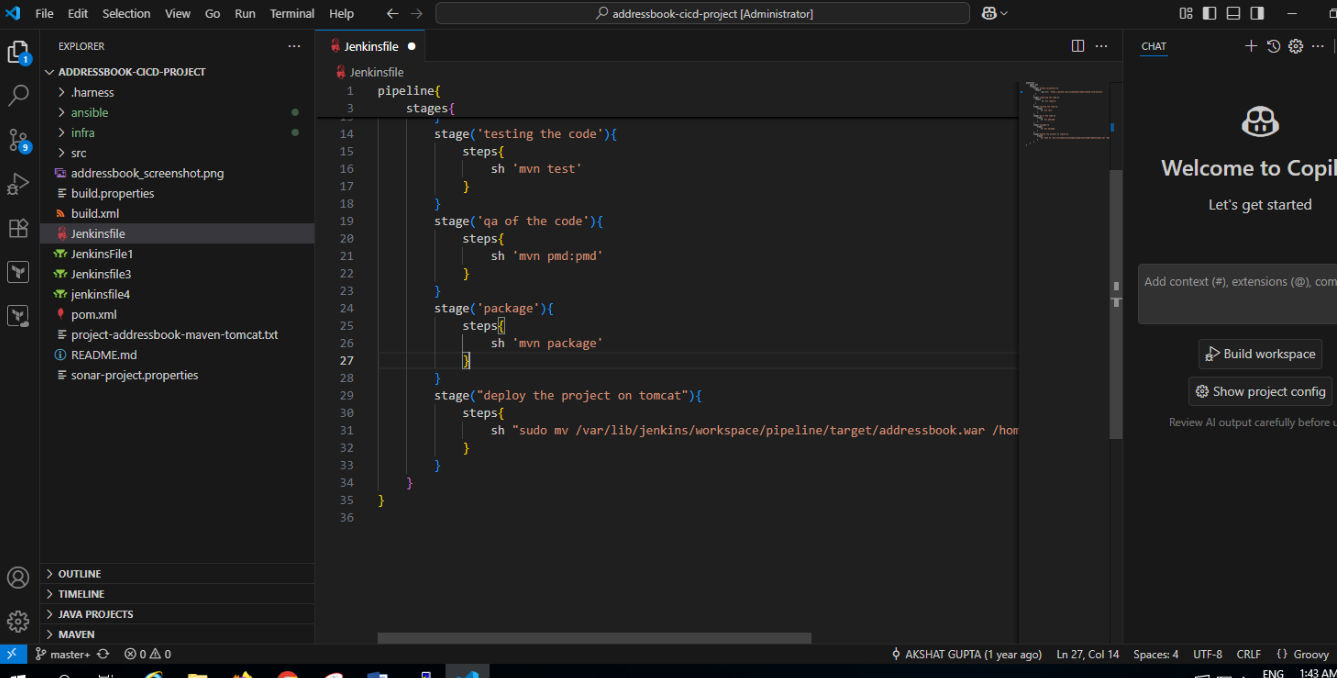 File Edit Selection View Go Run Terminal Help
addressbook-cicd-project [Administrator]
EXPLORER
ADDRESSBOOK-CICD-PROJECT
.harness
ansible
infra
src
addressbook_screenshot.png
build.properties
build.xml
Jenkinsfile
JenkinsFile1
Jenkinsfile3
jenkinsfile4
pom.xml
project-addressbook-maven-tomcat.txt
README.md
sonar-project.properties
OUTLINE
TIMELINE
JAVA PROJECTS
MAVEN
1
9
Jenkinsfile
Jenkinsfile
1 pipeline{
3 stages{
14 stage('testing the code'){
15 steps{
16 sh 'mvn test'
17 }
18 }
19 stage('qa of the code'){
20 steps{
21 sh 'mvn pmd:pmd'
22 }
23 }
24 stage('package'){
25 steps{
26 sh 'mvn package'
27 }
28 }
29 stage("deploy the project on tomcat"){
30 steps{
31 sh "sudo mv /var/lib/jenkins/workspace/pipeline/target/addressbook.war /hom
32 }
33 }
34 }
35 }
36
CHAT
Welcome to Copil
Let's get started
Add context (#), extensions (@), com
Build workspace
Show project config
Review AI output carefully before u
master+ 0 0 AKSHAT GUPTA (1 year ago) Ln 27, Col 14 Spaces: 4 UTF-8 CRLF {} Groovy
ENG 1:43 AM